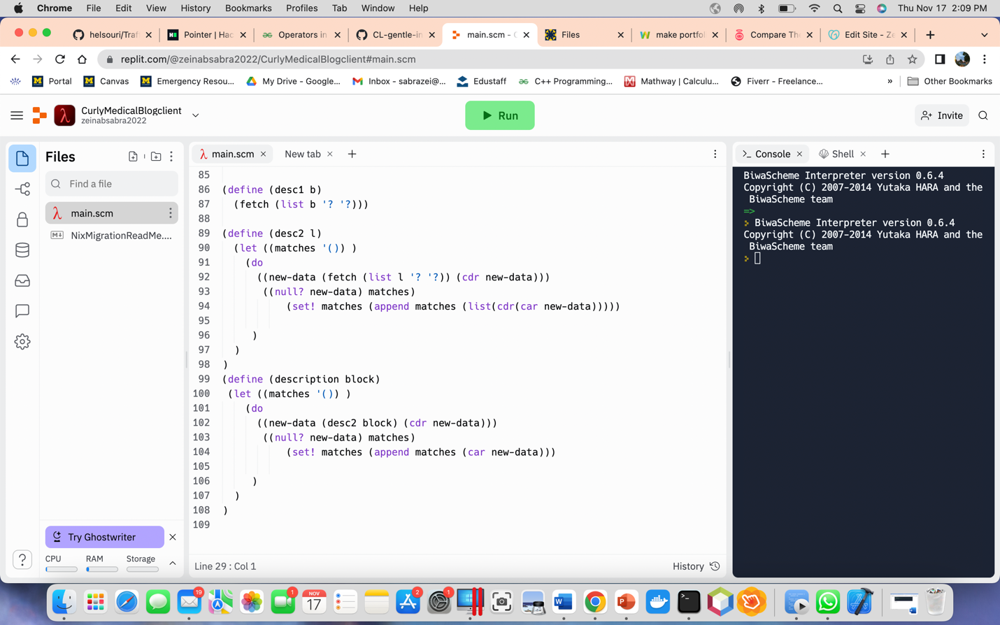 Chrome File Edit View History Bookmarks Profiles Tab Window Help Thu Nov 17 2:09 PM
helsouri/Traf Pointer | Hac Operators in CL-gentle-in main.scm - C Files make portfol Compare The Edit Site - Ze
replit.com/@zeinabsabra2022/CurlyMedicalBlogclient#main.scm
Portal Canvas Emergency Resou... My Drive - Google... Inbox - sabrazei@... Edustaff C++ Programming... Mathway | Calculu... Fiverr - Freelance... » Other Bookmarks
CurlyMedicalBlogclient
zeinabsabra2022
Run
Invite
Files
Find a file
main.scm
NixMigrationReadMe....
Try Ghostwriter
CPU RAM Storage
main.scm New tab
85
86 (define (desc1 b)
87 (fetch (list b '? '?)))
88
89 (define (desc2 l)
90 (let ((matches '()) )
91 (do
92 ((new-data (fetch (list l '? '?)) (cdr new-data)))
93 ((null? new-data) matches)
94 (set! matches (append matches (list(cdr(car new-data)))))
95
96 )
97 )
98 )
99 (define (description block)
100 (let ((matches '()) )
101 (do
102 ((new-data (desc2 block) (cdr new-data)))
103 ((null? new-data) matches)
104 (set! matches (append matches (car new-data)))
105
106 )
107 )
108 )
109
Line 29 : Col 1 History
>_ Console Shell
BiwaScheme Interpreter version 0.6.4
Copyright (C) 2007-2014 Yutaka HARA and the
BiwaScheme team
=>
BiwaScheme Interpreter version 0.6.4
Copyright (C) 2007-2014 Yutaka HARA and the
BiwaScheme team
19 1 NOV 17 2 1